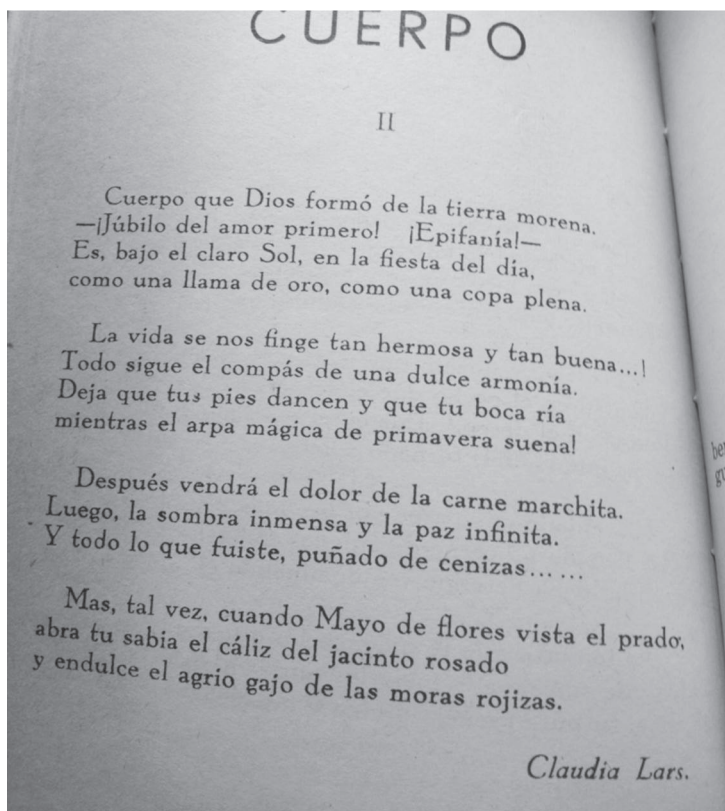 CUERPO
II
Cuerpo que Dios formó de la tierra morena.
—¡Júbilo del amor primero! ¡Epifanía!—
Es, bajo el claro Sol, en la fiesta del día,
como una llama de oro, como una copa plena.
La vida se nos finge tan hermosa y tan buena...!
Todo sigue el compás de una dulce armonía.
Deja que tus pies dancen y que tu boca ría
mientras el arpa mágica de primavera suena!
Después vendrá el dolor de la carne marchita.
Luego, la sombra inmensa y la paz infinita.
Y todo lo que fuiste, puñado de cenizas... ...
Mas, tal vez, cuando Mayo de flores vista el prado,
abra tu sabia el cáliz del jacinto rosado
y endulce el agrio gajo de las moras rojizas.
Claudia Lars.